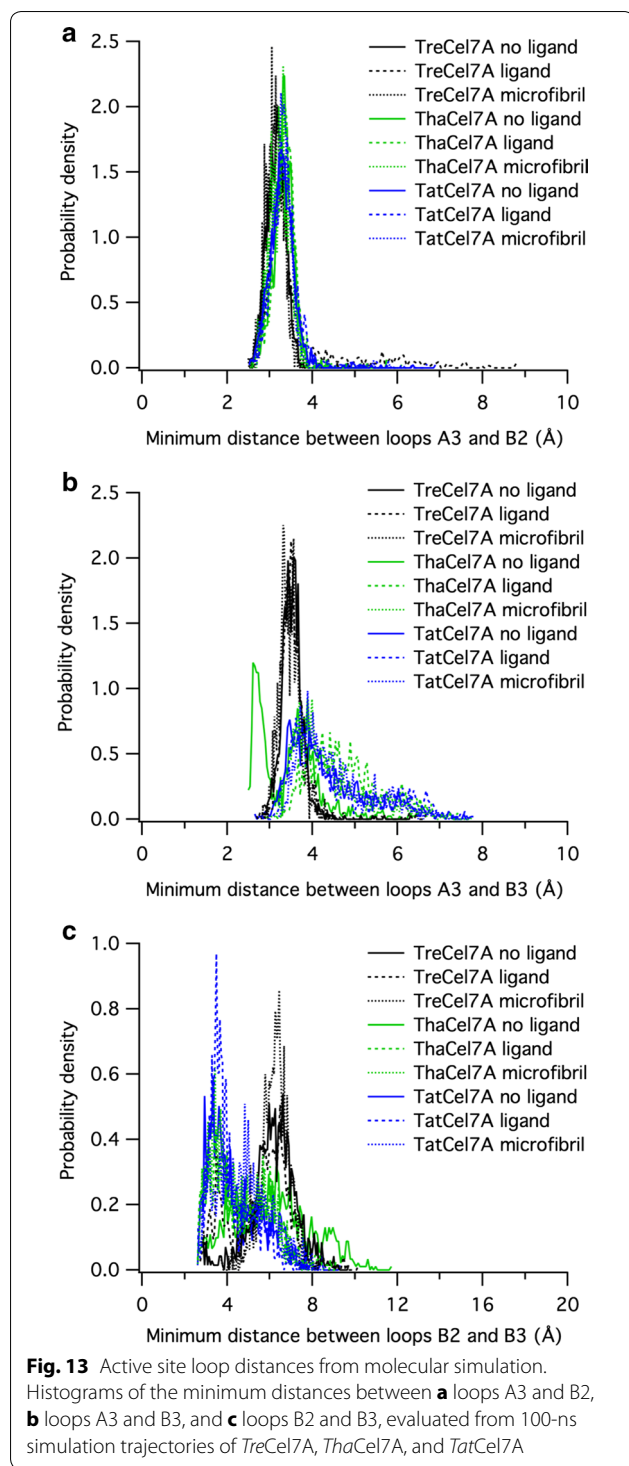 a
2.5
2.0
1.5
1.0
0.5
0.0
Probability density
TreCel7A no ligand
TreCel7A ligand
TreCel7A microfibril
ThaCel7A no ligand
ThaCel7A ligand
ThaCel7A microfibril
TatCel7A no ligand
TatCel7A ligand
TatCel7A microfibril
0 2 4 6 8 10
Minimum distance between loops A3 and B2 (Å)
b
2.5
2.0
1.5
1.0
0.5
0.0
Probability density
TreCel7A no ligand
TreCel7A ligand
TreCel7A microfibril
ThaCel7A no ligand
ThaCel7A ligand
ThaCel7A microfibril
TatCel7A no ligand
TatCel7A ligand
TatCel7A microfibril
0 2 4 6 8 10
Minimum distance between loops A3 and B3 (Å)
c
1.0
0.8
0.6
0.4
0.2
0.0
Probability density
TreCel7A no ligand
TreCel7A ligand
TreCel7A microfibril
ThaCel7A no ligand
ThaCel7A ligand
ThaCel7A microfibril
TatCel7A no ligand
TatCel7A ligand
TatCel7A microfibril
0 4 8 12 16 20
Minimum distance between loops B2 and B3 (Å)
Fig. 13 Active site loop distances from molecular simulation.
Histograms of the minimum distances between a loops A3 and B2,
b loops A3 and B3, and c loops B2 and B3, evaluated from 100-ns
simulation trajectories of TreCel7A, ThaCel7A, and TatCel7A